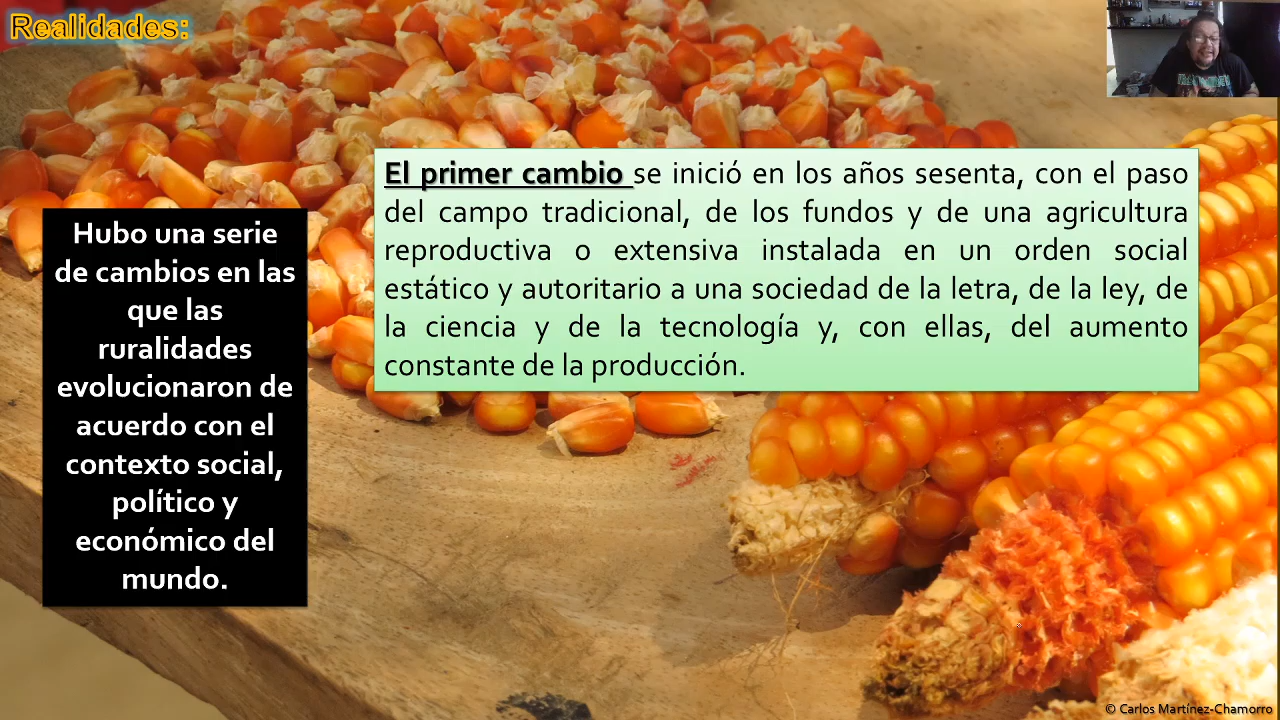 Realidades:
Hubo una serie
de cambios en las
que las
ruralidades
evolucionaron de
acuerdo con el
contexto social,
político y
económico del
mundo.
El primer cambio se inició en los años sesenta, con el paso
del campo tradicional, de los fundos y de una agricultura
reproductiva o extensiva instalada en un orden social
estático y autoritario a una sociedad de la letra, de la ley, de
la ciencia y de la tecnología y, con ellas, del aumento
constante de la producción.
© Carlos Martínez-Chamorro